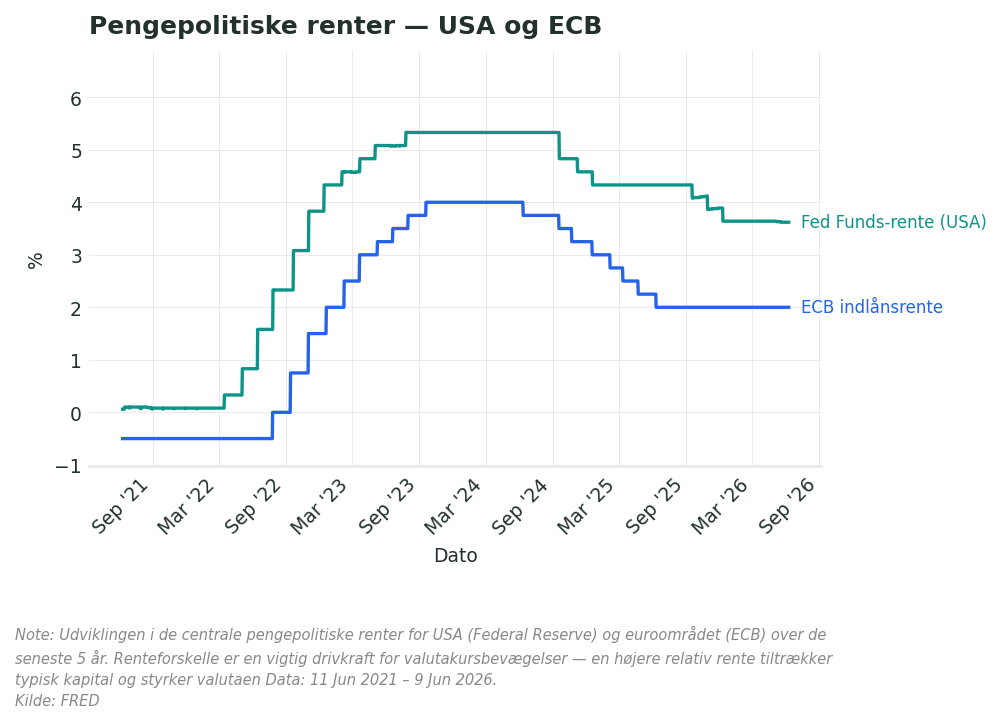 Pengepolitiske renter — USA og ECB
%
6
5
4
3
2
1
0
−1
Fed Funds-rente (USA)
ECB indlånsrente
Sep '21
Mar '22
Sep '22
Mar '23
Sep '23
Mar '24
Sep '24
Mar '25
Sep '25
Mar '26
Sep '26
Dato
Note: Udviklingen i de centrale pengepolitiske renter for USA (Federal Reserve) og euroområdet (ECB) over de
seneste 5 år. Renteforskelle er en vigtig drivkraft for valutakursbevægelser — en højere relativ rente tiltrækker
typisk kapital og styrker valutaen Data: 11 Jun 2021 – 9 Jun 2026.
Kilde: FRED